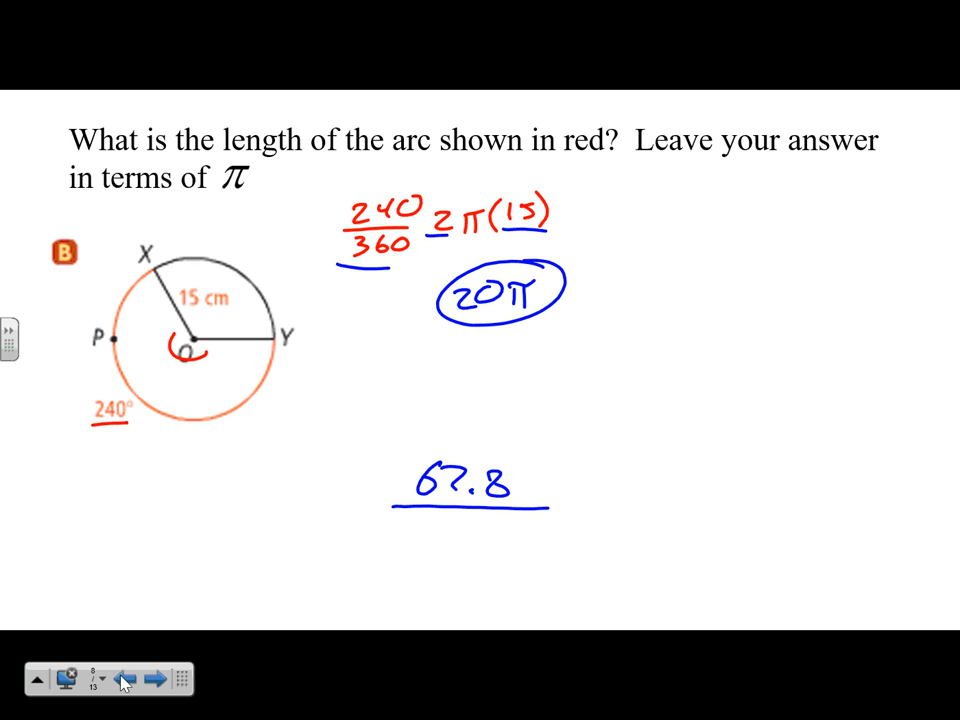 What is the length of the arc shown in red? Leave your answer
in terms of π
240
360
2π(15)
B
X
15 cm
20π
P
O
Y
240°
67.8
8
/
13